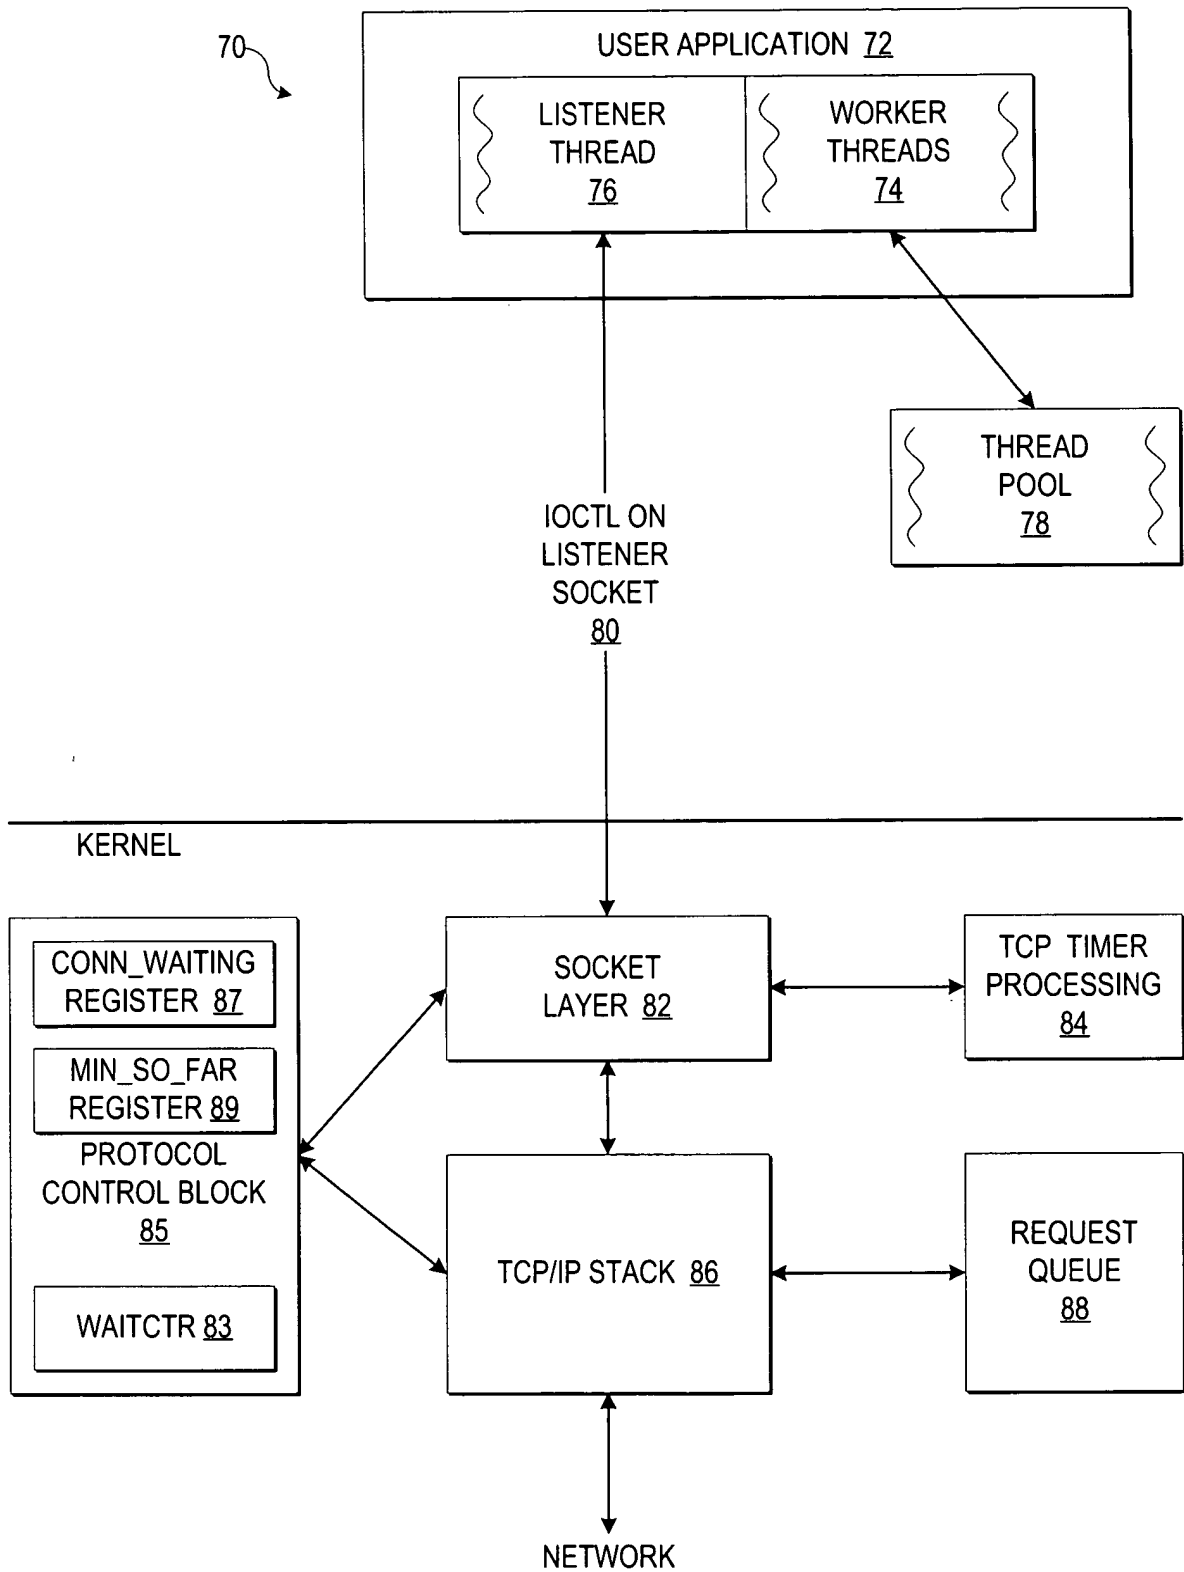 70
USER APPLICATION 72
LISTENER
THREAD
76
WORKER
THREADS
74
THREAD
POOL
78
IOCTL ON
LISTENER
SOCKET
80
KERNEL
CONN_WAITING
REGISTER 87
MIN_SO_FAR
REGISTER 89
PROTOCOL
CONTROL BLOCK
85
WAITCTR 83
SOCKET
LAYER 82
TCP TIMER
PROCESSING
84
TCP/IP STACK 86
REQUEST
QUEUE
88
NETWORK